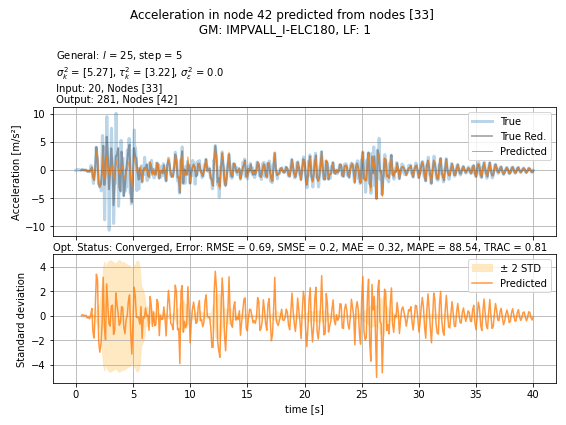 Acceleration in node 42 predicted from nodes [33]
GM: IMPVALL_I-ELC180, LF: 1
General: l = 25, step = 5
σ²ₖ = [5.27], τ²ₖ = [3.22], σ²ε = 0.0
Input: 20, Nodes [33]
Output: 281, Nodes [42]
Acceleration [m/s²]
10
5
0
−5
−10
True
True Red.
Predicted
Opt. Status: Converged, Error: RMSE = 0.69, SMSE = 0.2, MAE = 0.32, MAPE = 88.54, TRAC = 0.81
Standard deviation
4
2
0
−2
−4
± 2 STD
Predicted
0 5 10 15 20 25 30 35 40
time [s]